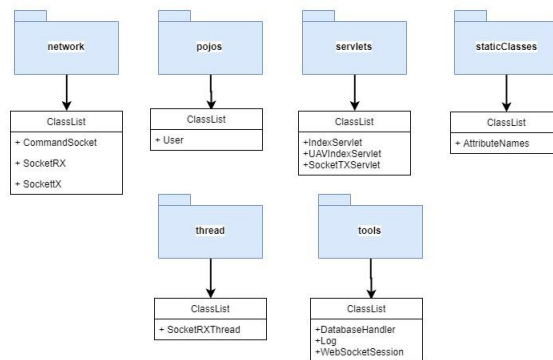 network
pojos
servlets
staticClasses
ClassList
+ CommandSocket
+ SocketRX
+ SockettX
ClassList
+ User
ClassList
+IndexServlet
+UAVIndexServlet
+SocketTXServlet
ClassList
+ AttributeNames
thread
tools
ClassList
+ SocketRXThread
ClassList
+DatabaseHandler
+Log
+WebSocketSession